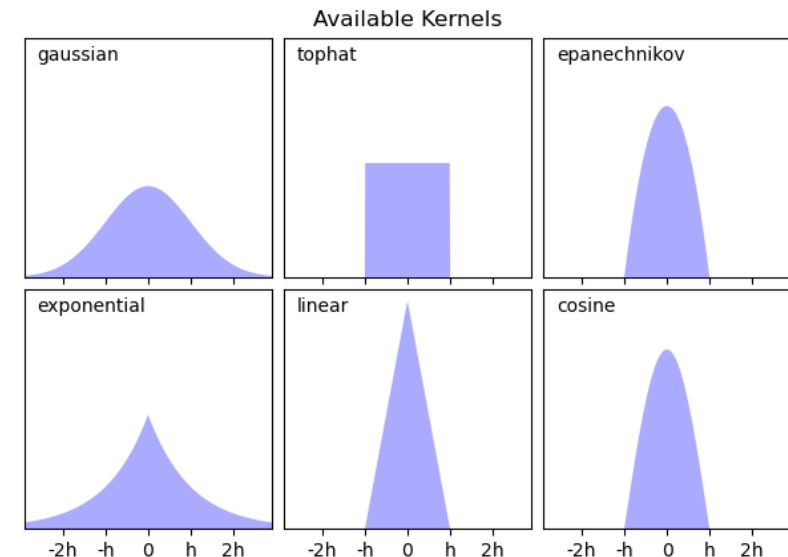 Available Kernels
gaussian
tophat
epanechnikov
exponential
linear
cosine
-2h -h 0 h 2h
-2h -h 0 h 2h
-2h -h 0 h 2h